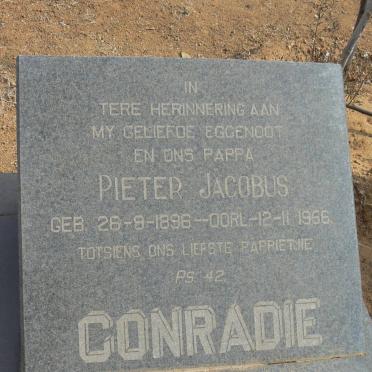 IN
TERE HERINNERING AAN
MY GELIEFDE EGGENOOT
EN ONS PAPPA
PIETER JACOBUS
GEB. 26-9-1896—OORL-12-11 1966.
TOTSIENS ONS LIEFSTE PAPPIETJIE
PS. 42.
CONRADIE